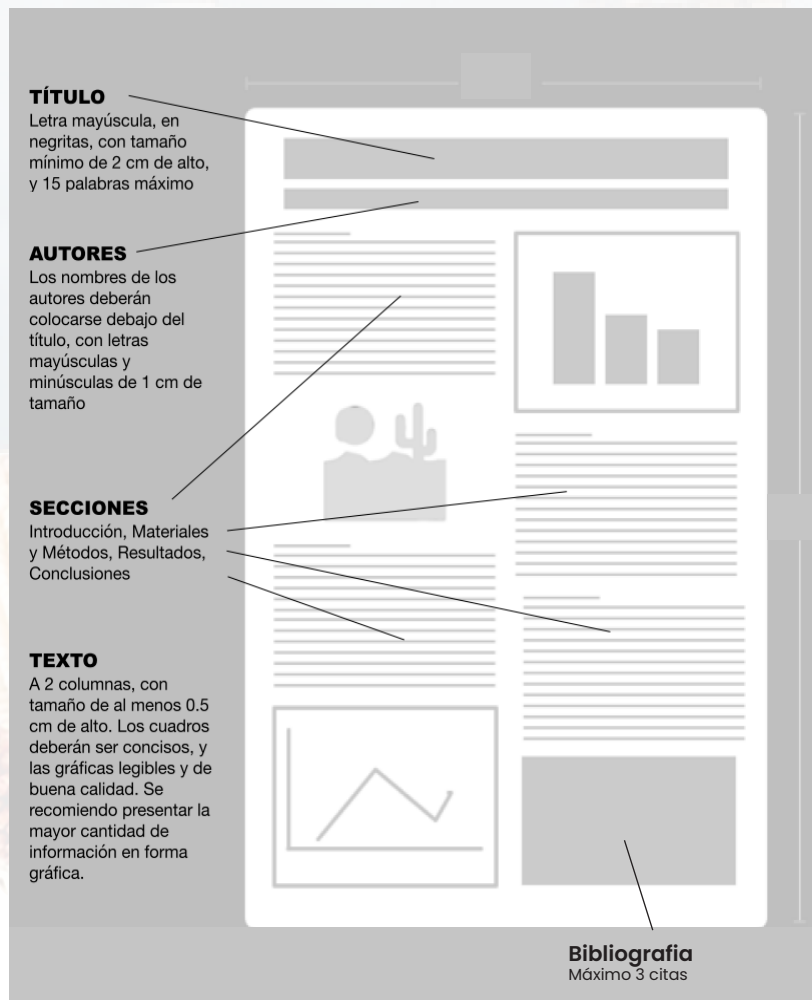 TÍTULO
Letra mayúscula, en
negritas, con tamaño
mínimo de 2 cm de alto,
y 15 palabras máximo
AUTORES
Los nombres de los
autores deberán
colocarse debajo del
título, con letras
mayúsculas y
minúsculas de 1 cm de
tamaño
SECCIONES
Introducción, Materiales
y Métodos, Resultados,
Conclusiones
TEXTO
A 2 columnas, con
tamaño de al menos 0.5
cm de alto. Los cuadros
deberán ser concisos, y
las gráficas legibles y de
buena calidad. Se
recomiendo presentar la
mayor cantidad de
información en forma
gráfica.
Bibliografia
Máximo 3 citas